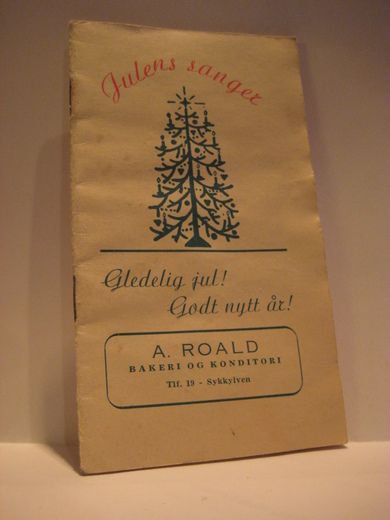 Julens sanger
Gledelig jul!
Godt nytt år!
A. ROALD
BAKERI OG KONDITORI
Tlf. 19 - Sykkylven